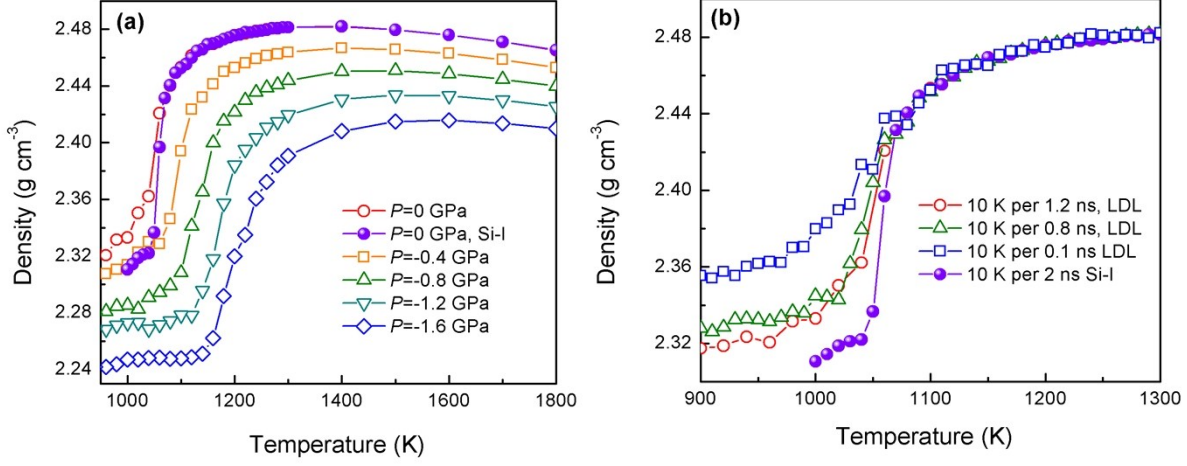 (a)
2.48
2.44
2.40
2.36
2.32
2.28
2.24
Density (g cm⁻³)
P=0 GPa
P=0 GPa, Si-I
P=-0.4 GPa
P=-0.8 GPa
P=-1.2 GPa
P=-1.6 GPa
1000 1200 1400 1600 1800
Temperature (K)
(b)
2.48
2.44
2.40
2.36
2.32
Density (g cm⁻³)
10 K per 1.2 ns, LDL
10 K per 0.8 ns, LDL
10 K per 0.1 ns LDL
10 K per 2 ns Si-I
900 1000 1100 1200 1300
Temperature (K)